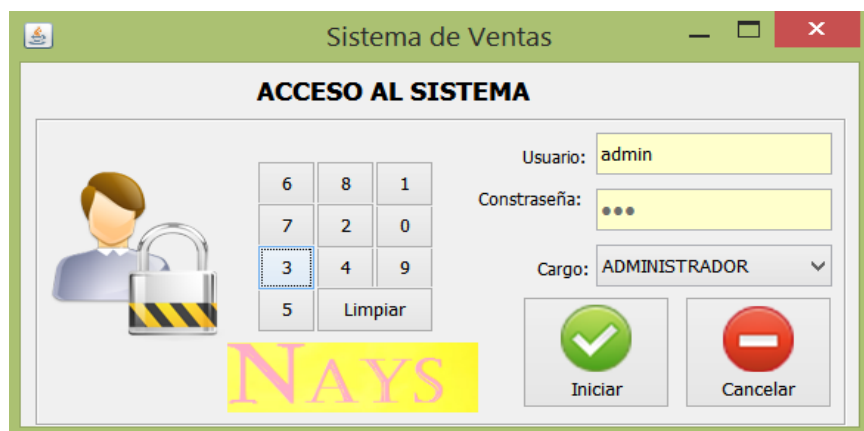 Sistema de Ventas
ACCESO AL SISTEMA
Usuario: admin
Constraseña: •••
Cargo: ADMINISTRADOR
6 8 1
7 2 0
3 4 9
5 Limpiar
NAYS
Iniciar
Cancelar